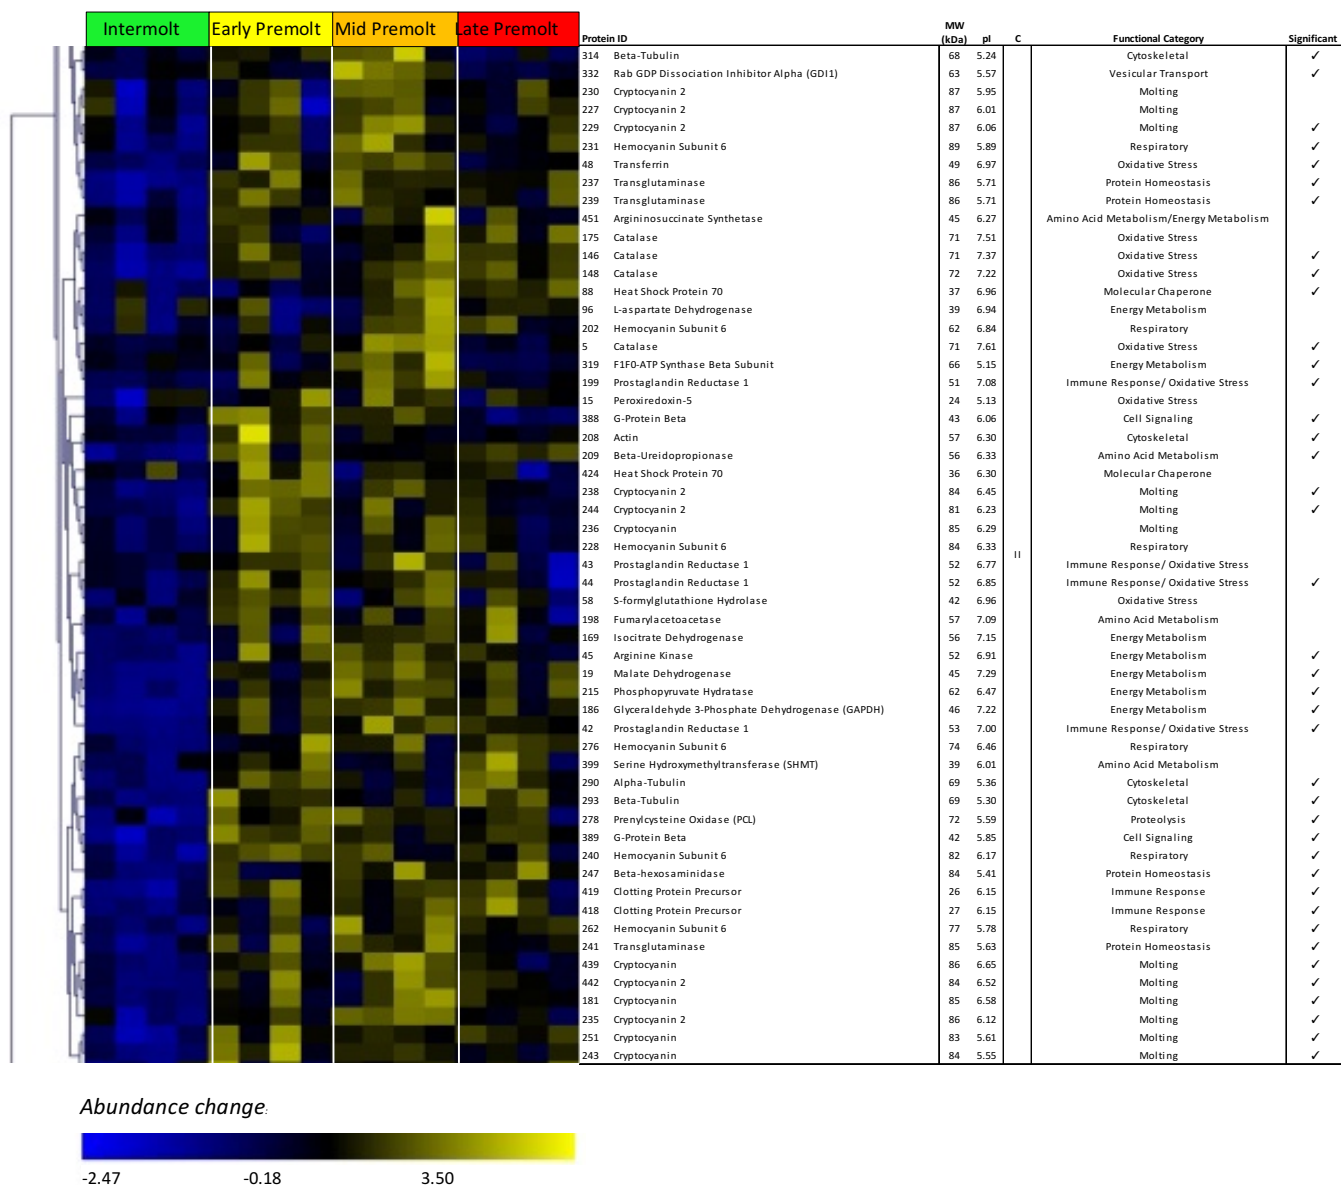 Intermolt Early Premolt Mid Premolt Late Premolt
Protein ID MW (kDa) pI C Functional Category Significant
314 Beta-Tubulin 68 5.24 Cytoskeletal ✓
332 Rab GDP Dissociation Inhibitor Alpha (GDI1) 63 5.57 Vesicular Transport ✓
230 Cryptocyanin 2 87 5.95 Molting
227 Cryptocyanin 2 87 6.01 Molting
229 Cryptocyanin 2 87 6.06 Molting ✓
231 Hemocyanin Subunit 6 89 5.89 Respiratory ✓
48 Transferrin 49 6.97 Oxidative Stress ✓
237 Transglutaminase 86 5.71 Protein Homeostasis ✓
239 Transglutaminase 86 5.71 Protein Homeostasis ✓
451 Argininosuccinate Synthetase 45 6.27 Amino Acid Metabolism/Energy Metabolism
175 Catalase 71 7.51 Oxidative Stress
146 Catalase 71 7.37 Oxidative Stress ✓
148 Catalase 72 7.22 Oxidative Stress ✓
88 Heat Shock Protein 70 37 6.96 Molecular Chaperone ✓
96 L-aspartate Dehydrogenase 39 6.94 Energy Metabolism
202 Hemocyanin Subunit 6 62 6.84 Respiratory
5 Catalase 71 7.61 Oxidative Stress ✓
319 F1F0-ATP Synthase Beta Subunit 66 5.15 Energy Metabolism ✓
199 Prostaglandin Reductase 1 51 7.08 Immune Response/ Oxidative Stress ✓
15 Peroxiredoxin-5 24 5.13 Oxidative Stress
388 G-Protein Beta 43 6.06 Cell Signaling ✓
208 Actin 57 6.30 Cytoskeletal ✓
209 Beta-Ureidopropionase 56 6.33 Amino Acid Metabolism ✓
424 Heat Shock Protein 70 36 6.30 Molecular Chaperone
238 Cryptocyanin 2 84 6.45 Molting ✓
244 Cryptocyanin 2 81 6.23 Molting ✓
236 Cryptocyanin 85 6.29 Molting
228 Hemocyanin Subunit 6 84 6.33 Respiratory
II
43 Prostaglandin Reductase 1 52 6.77 Immune Response/ Oxidative Stress
44 Prostaglandin Reductase 1 52 6.85 Immune Response/ Oxidative Stress ✓
58 S-formylglutathione Hydrolase 42 6.96 Oxidative Stress
198 Fumarylacetoacetase 57 7.09 Amino Acid Metabolism
169 Isocitrate Dehydrogenase 56 7.15 Energy Metabolism
45 Arginine Kinase 52 6.91 Energy Metabolism ✓
19 Malate Dehydrogenase 45 7.29 Energy Metabolism ✓
215 Phosphopyruvate Hydratase 62 6.47 Energy Metabolism ✓
186 Glyceraldehyde 3-Phosphate Dehydrogenase (GAPDH) 46 7.22 Energy Metabolism ✓
42 Prostaglandin Reductase 1 53 7.00 Immune Response/ Oxidative Stress ✓
276 Hemocyanin Subunit 6 74 6.46 Respiratory
399 Serine Hydroxymethyltransferase (SHMT) 39 6.01 Amino Acid Metabolism
290 Alpha-Tubulin 69 5.36 Cytoskeletal ✓
293 Beta-Tubulin 69 5.30 Cytoskeletal ✓
278 Prenylcysteine Oxidase (PCL) 72 5.59 Proteolysis ✓
389 G-Protein Beta 42 5.85 Cell Signaling ✓
240 Hemocyanin Subunit 6 82 6.17 Respiratory ✓
247 Beta-hexosaminidase 84 5.41 Protein Homeostasis ✓
419 Clotting Protein Precursor 26 6.15 Immune Response ✓
418 Clotting Protein Precursor 27 6.15 Immune Response ✓
262 Hemocyanin Subunit 6 77 5.78 Respiratory ✓
241 Transglutaminase 85 5.63 Protein Homeostasis ✓
439 Cryptocyanin 86 6.65 Molting ✓
442 Cryptocyanin 2 84 6.52 Molting ✓
181 Cryptocyanin 85 6.58 Molting ✓
235 Cryptocyanin 2 86 6.12 Molting ✓
251 Cryptocyanin 83 5.61 Molting ✓
243 Cryptocyanin 84 5.55 Molting ✓
Abundance change:
-2.47 -0.18 3.50